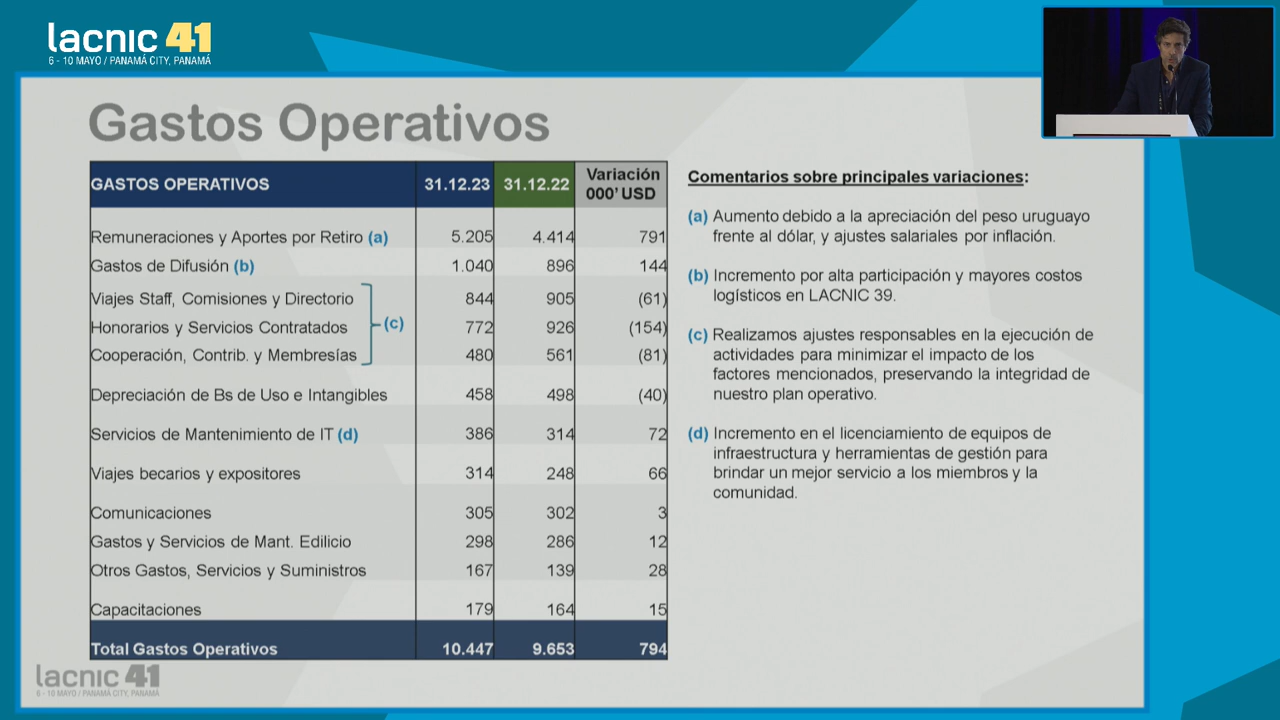 lacnic 41
6 - 10 MAYO / PANAMÁ CITY, PANAMÁ
Gastos Operativos
GASTOS OPERATIVOS 31.12.23 31.12.22 Variación 000' USD
Remuneraciones y Aportes por Retiro (a) 5.205 4.414 791
Gastos de Difusión (b) 1.040 896 144
Viajes Staff, Comisiones y Directorio 844 905 (61)
Honorarios y Servicios Contratados (c) 772 926 (154)
Cooperación, Contrib. y Membresías 480 561 (81)
Depreciación de Bs de Uso e Intangibles 458 498 (40)
Servicios de Mantenimiento de IT (d) 386 314 72
Viajes becarios y expositores 314 248 66
Comunicaciones 305 302 3
Gastos y Servicios de Mant. Edilicio 298 286 12
Otros Gastos, Servicios y Suministros 167 139 28
Capacitaciones 179 164 15
Total Gastos Operativos 10.447 9.653 794
Comentarios sobre principales variaciones:
(a) Aumento debido a la apreciación del peso uruguayo
frente al dólar, y ajustes salariales por inflación.
(b) Incremento por alta participación y mayores costos
logísticos en LACNIC 39.
(c) Realizamos ajustes responsables en la ejecución de
actividades para minimizar el impacto de los
factores mencionados, preservando la integridad de
nuestro plan operativo.
(d) Incremento en el licenciamiento de equipos de
infraestructura y herramientas de gestión para
brindar un mejor servicio a los miembros y la
comunidad.
lacnic 41
6 - 10 MAYO / PANAMÁ CITY, PANAMÁ